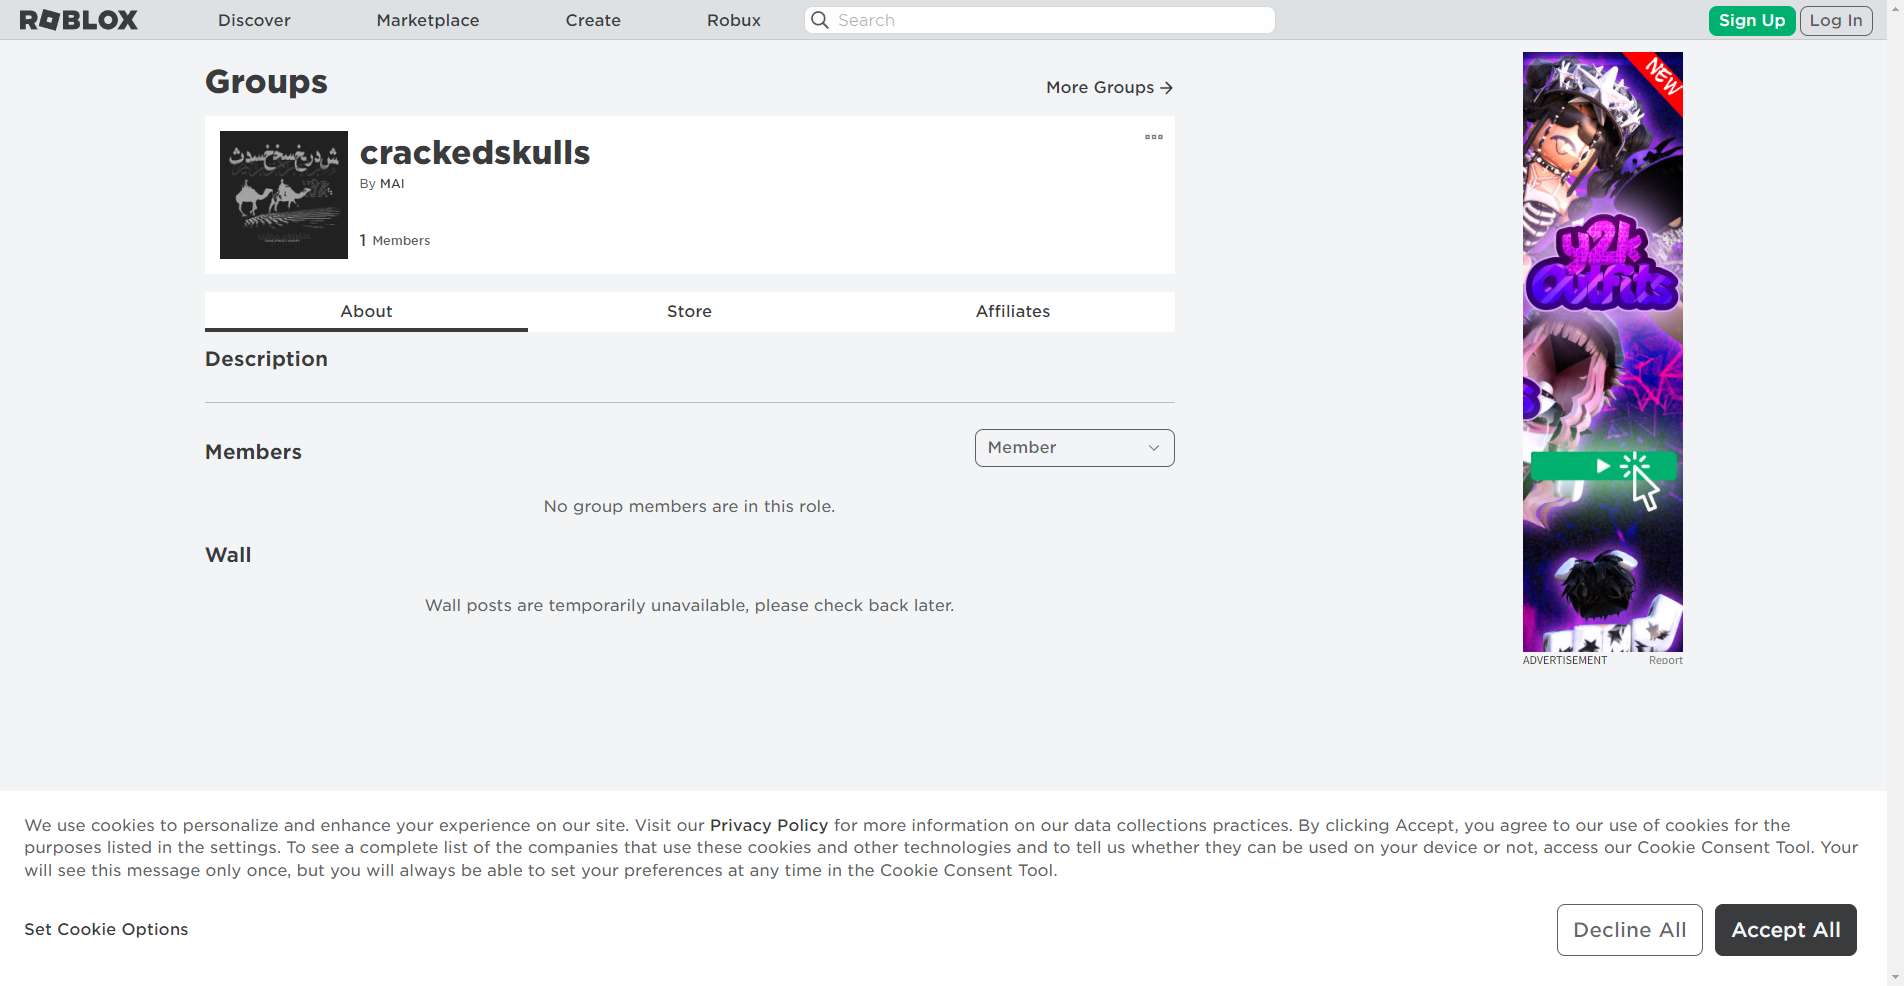 ROBLOX
Discover
Marketplace
Create
Robux
Search
Sign Up
Log In
Groups
More Groups
crackedskulls
By MAI
1 Members
About
Store
Affiliates
Description
Members
Member
No group members are in this role.
Wall
Wall posts are temporarily unavailable, please check back later.
NEW
y2k
Outfits
ADVERTISEMENT
Report
We use cookies to personalize and enhance your experience on our site. Visit our Privacy Policy for more information on our data collections practices. By clicking Accept, you agree to our use of cookies for the
purposes listed in the settings. To see a complete list of the companies that use these cookies and other technologies and to tell us whether they can be used on your device or not, access our Cookie Consent Tool. Your
will see this message only once, but you will always be able to set your preferences at any time in the Cookie Consent Tool.
Set Cookie Options
Decline All
Accept All